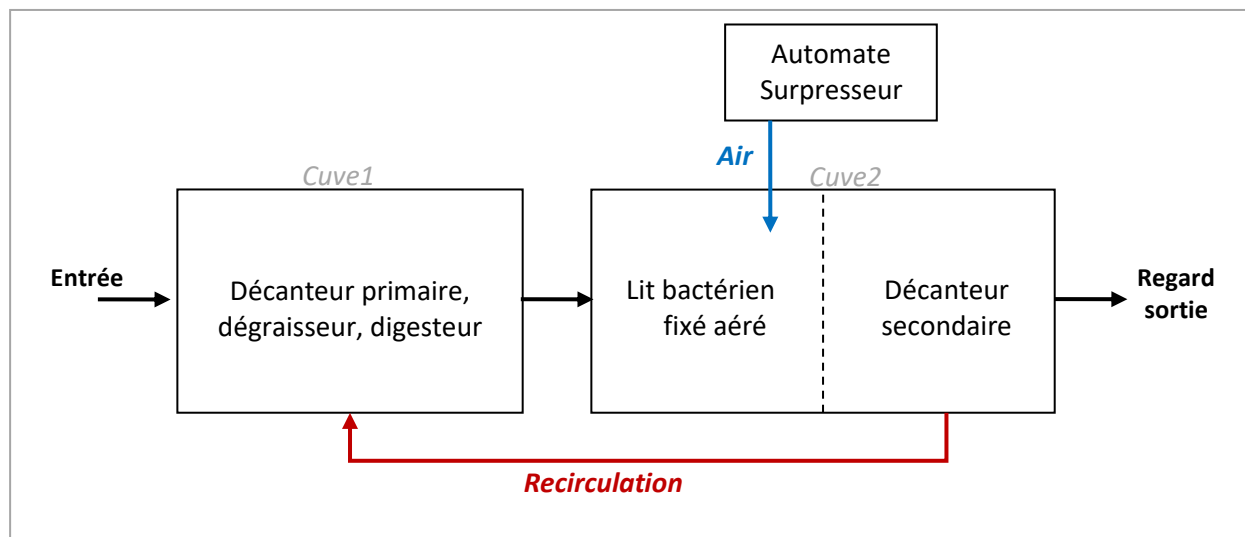 Automate
Surpresseur
Air
Cuve1
Cuve2
Entrée
Décanteur primaire,
dégraisseur, digesteur
Lit bactérien
fixé aéré
Décanteur
secondaire
Regard
sortie
Recirculation